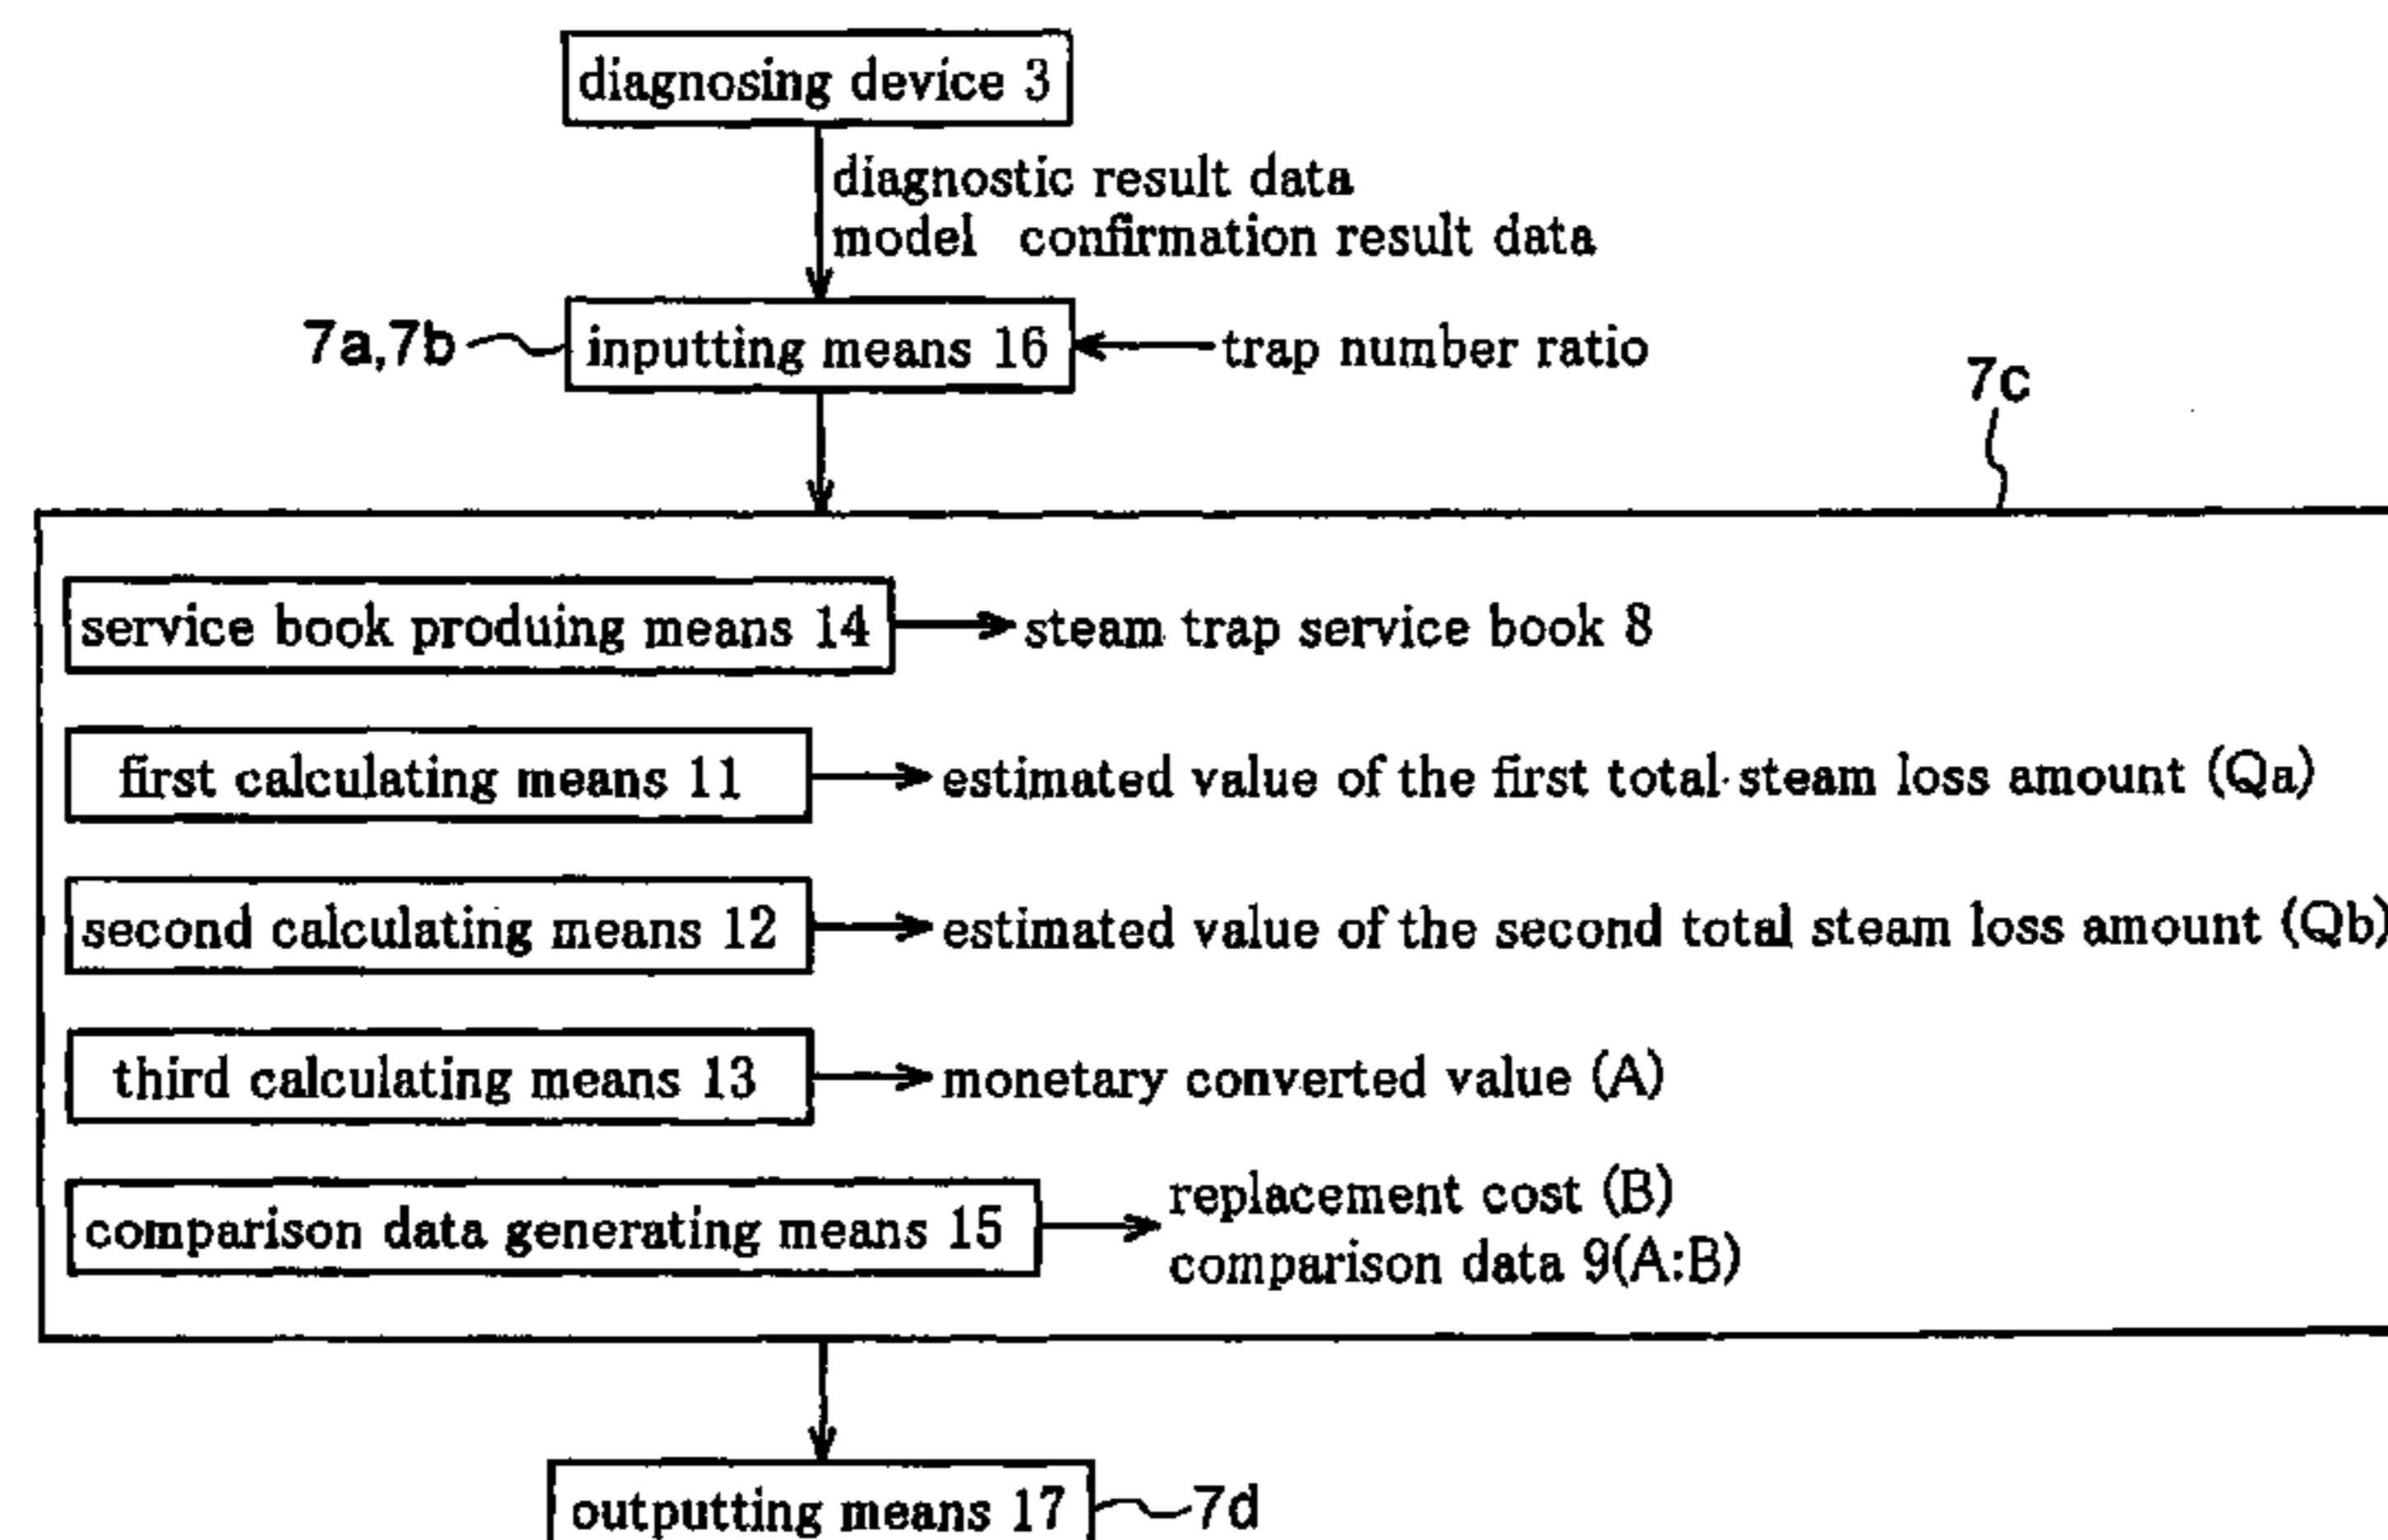 diagnosing device 3
diagnostic result data
model confirmation result data
7a,7b
inputting means 16
trap number ratio
7c
service book produing means 14
steam trap service book 8
first calculating means 11
estimated value of the first total steam loss amount (Qa)
second calculating means 12
estimated value of the second total steam loss amount (Qb)
third calculating means 13
monetary converted value (A)
comparison data generating means 15
replacement cost (B)
comparison data 9(A:B)
outputting means 17
7d